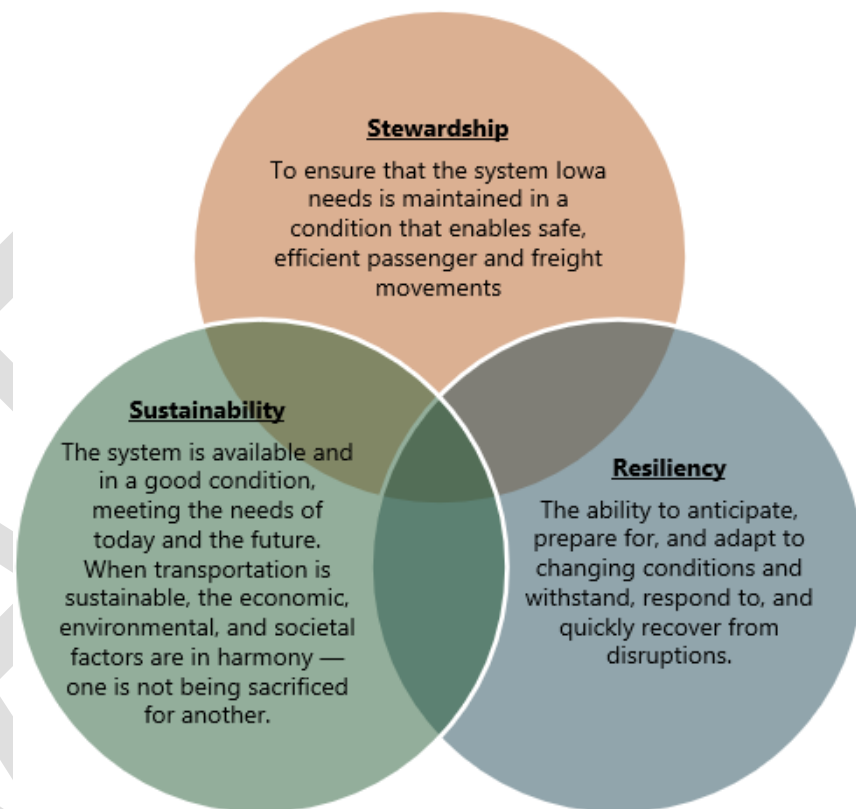 Stewardship
To ensure that the system Iowa
needs is maintained in a
condition that enables safe,
efficient passenger and freight
movements
Sustainability
The system is available and
in a good condition,
meeting the needs of
today and the future.
When transportation is
sustainable, the economic,
environmental, and societal
factors are in harmony —
one is not being sacrificed
for another.
Resiliency
The ability to anticipate,
prepare for, and adapt to
changing conditions and
withstand, respond to, and
quickly recover from
disruptions.